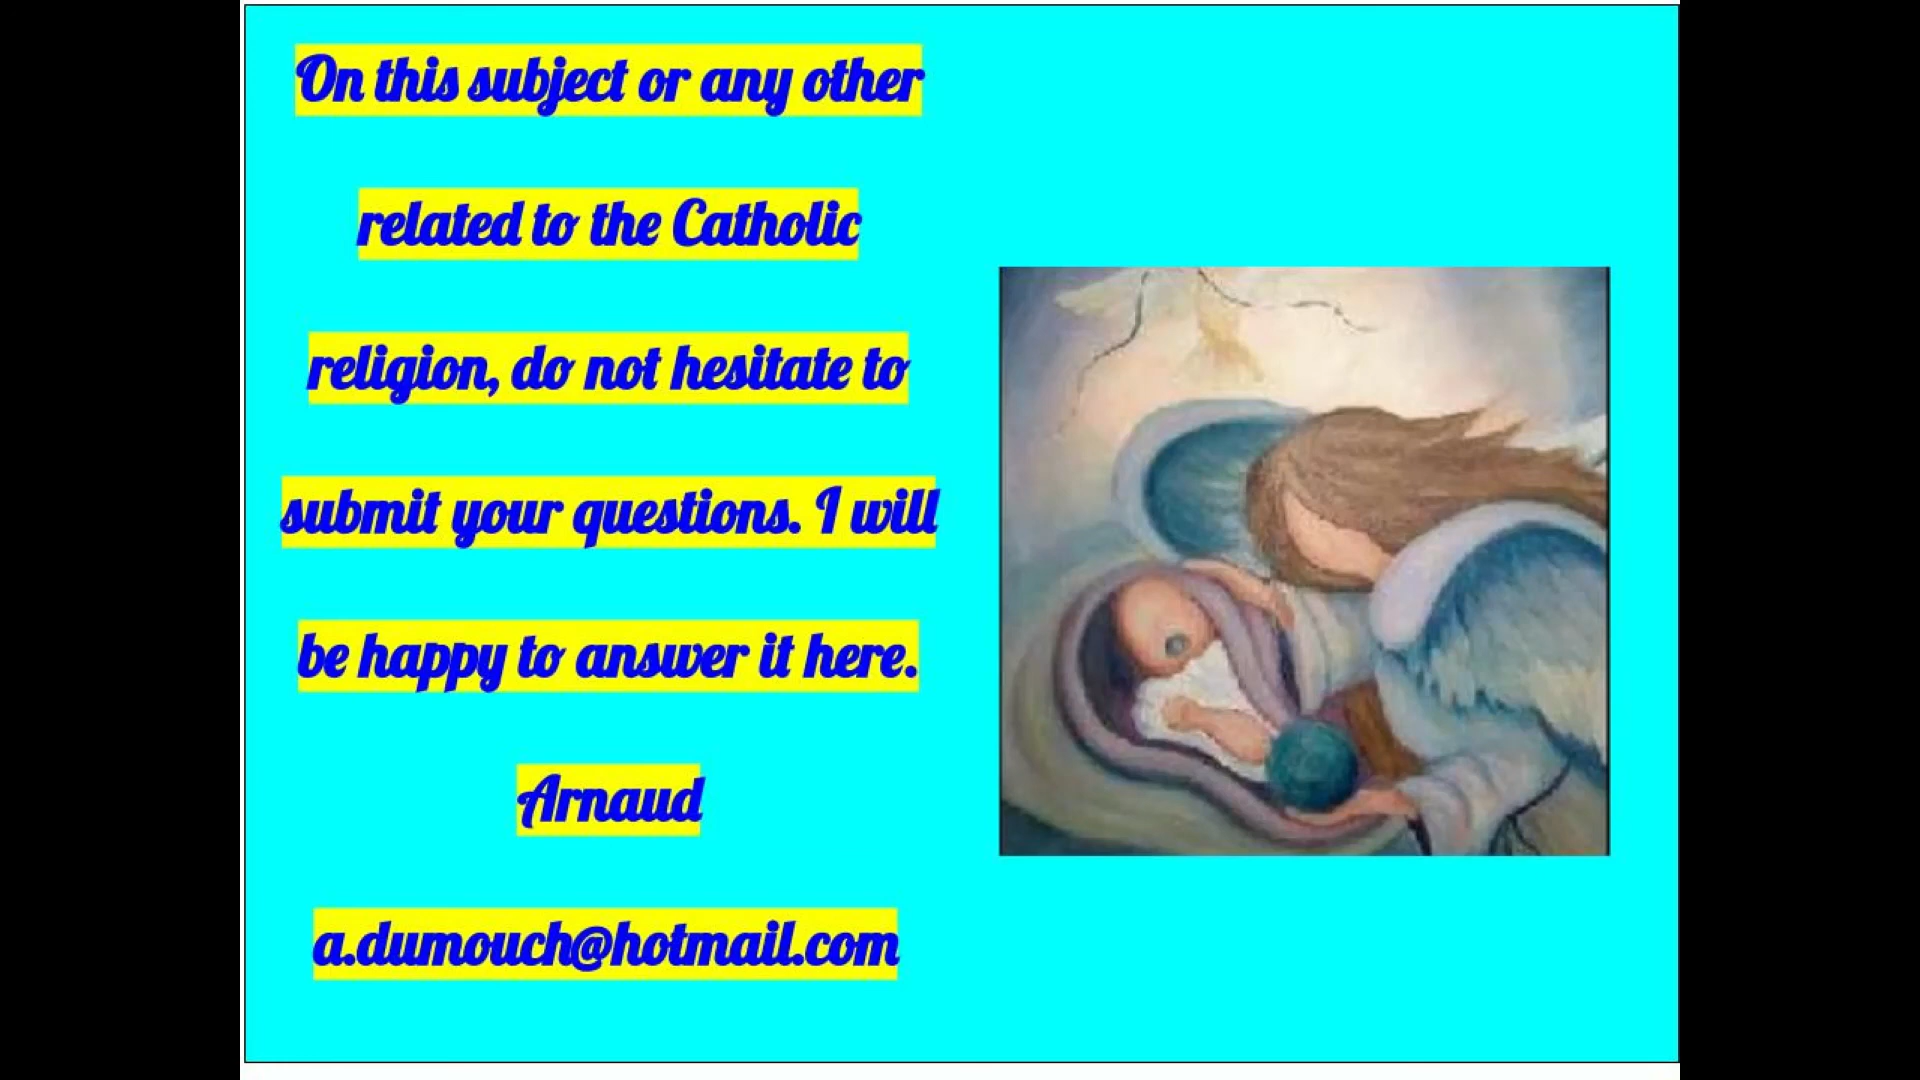 On this subject or any other
related to the Catholic
religion, do not hesitate to
submit your questions. I will
be happy to answer it here.
Arnaud
a.dumouch@hotmail.com